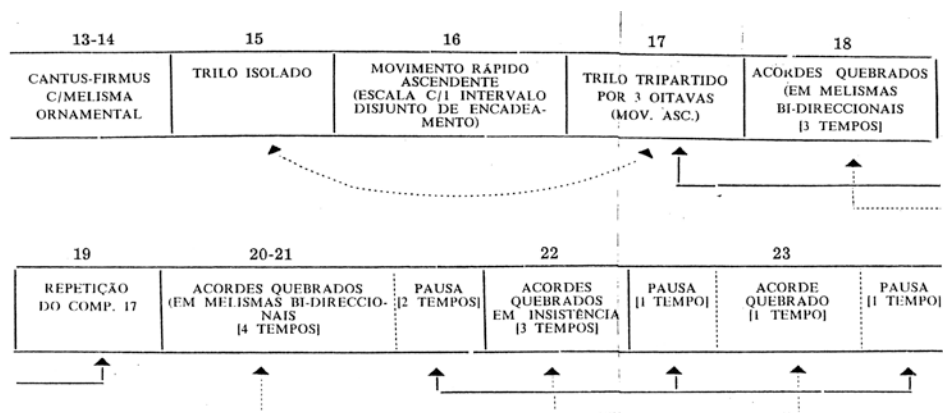 13-14 15 16 17 18
CANTUS-FIRMUS
C/MELISMA
ORNAMENTAL
TRILO ISOLADO
MOVIMENTO RÁPIDO
ASCENDENTE
(ESCALA C/1 INTERVALO
DISJUNTO DE ENCADEA-
MENTO)
TRILO TRIPARTIDO
POR 3 OITAVAS
(MOV. ASC.)
ACORDES QUEBRADOS
(EM MELISMAS
BI-DIRECCIONAIS
[3 TEMPOS]
19 20-21 22 23
REPETIÇÃO
DO COMP. 17
ACORDES QUEBRADOS
(EM MELISMAS BI-DIRECCIO-
NAIS
[4 TEMPOS]
PAUSA
[2 TEMPOS]
ACORDES
QUEBRADOS
EM INSISTÊNCIA
[3 TEMPOS]
PAUSA
[1 TEMPO]
ACORDE
QUEBRADO
[1 TEMPO]
PAUSA
[1 TEMPO]